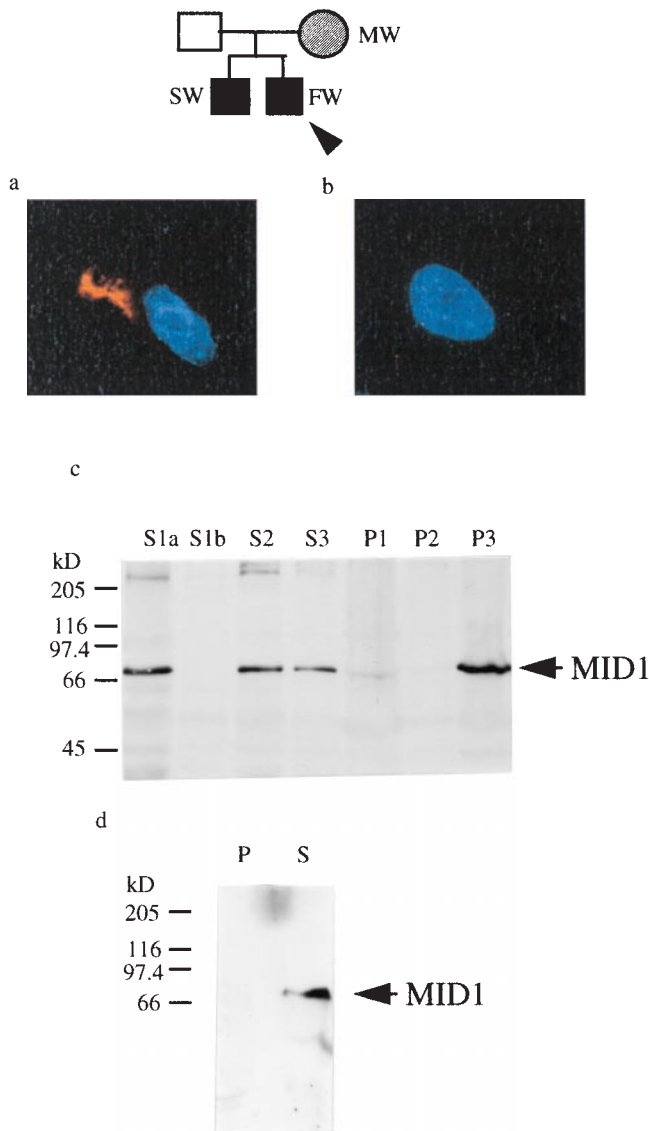 MW
SW FW
a b
c
S1a S1b S2 S3 P1 P2 P3
kD
205
116
97.4
66
45
MID1
d
P S
kD
205
116
97.4
66
MID1